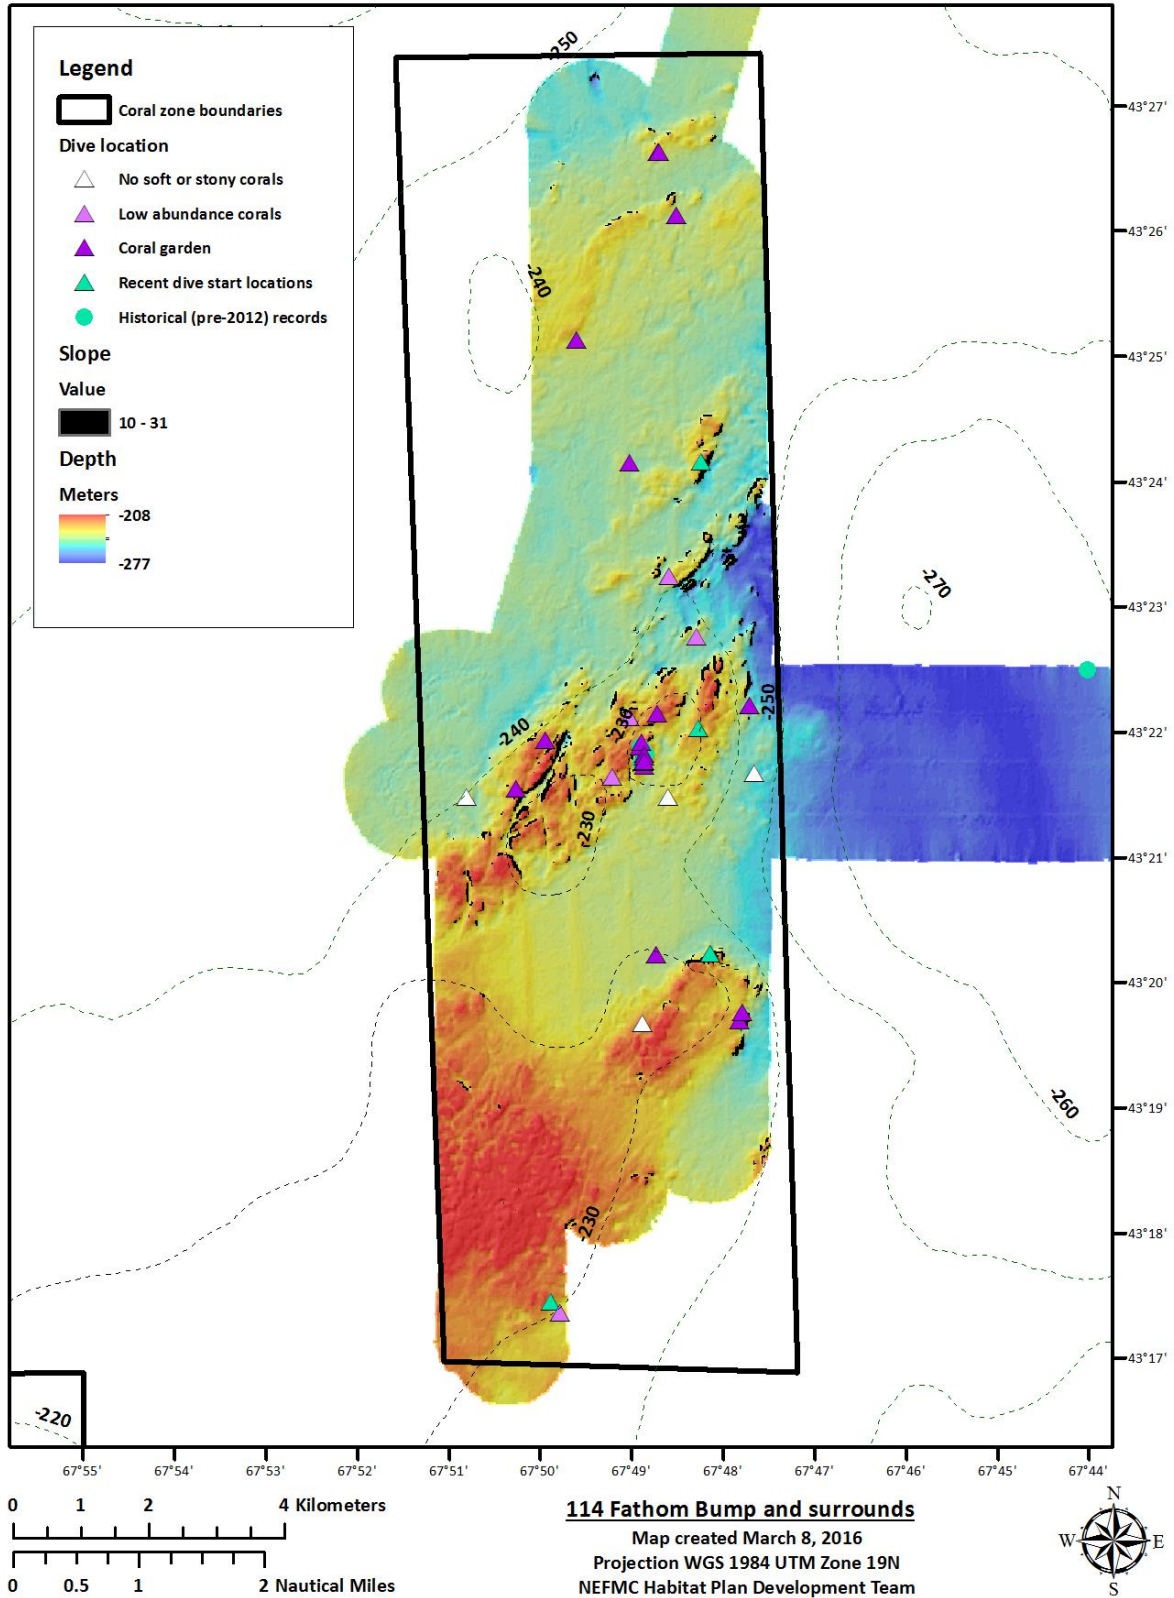 Legend
Coral zone boundaries
Dive location
No soft or stony corals
Low abundance corals
Coral garden
Recent dive start locations
Historical (pre-2012) records
Slope
Value
10 - 31
Depth
Meters
-208
-277
-250
-240
-270
-250
-240
-230
-230
-260
-230
-220
43°27'
43°26'
43°25'
43°24'
43°23'
43°22'
43°21'
43°20'
43°19'
43°18'
43°17'
67°55' 67°54' 67°53' 67°52' 67°51' 67°50' 67°49' 67°48' 67°47' 67°46' 67°45' 67°44'
0 1 2 4 Kilometers
0 0.5 1 2 Nautical Miles
114 Fathom Bump and surrounds
Map created March 8, 2016
Projection WGS 1984 UTM Zone 19N
NEFMC Habitat Plan Development Team
N
W E
S